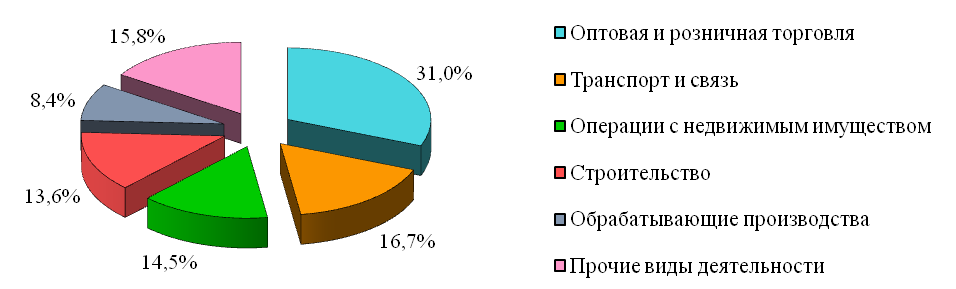 15,8%
31,0%
8,4%
13,6%
14,5%
16,7%
Оптовая и розничная торговля
Транспорт и связь
Операции с недвижимым имуществом
Строительство
Обрабатывающие производства
Прочие виды деятельности